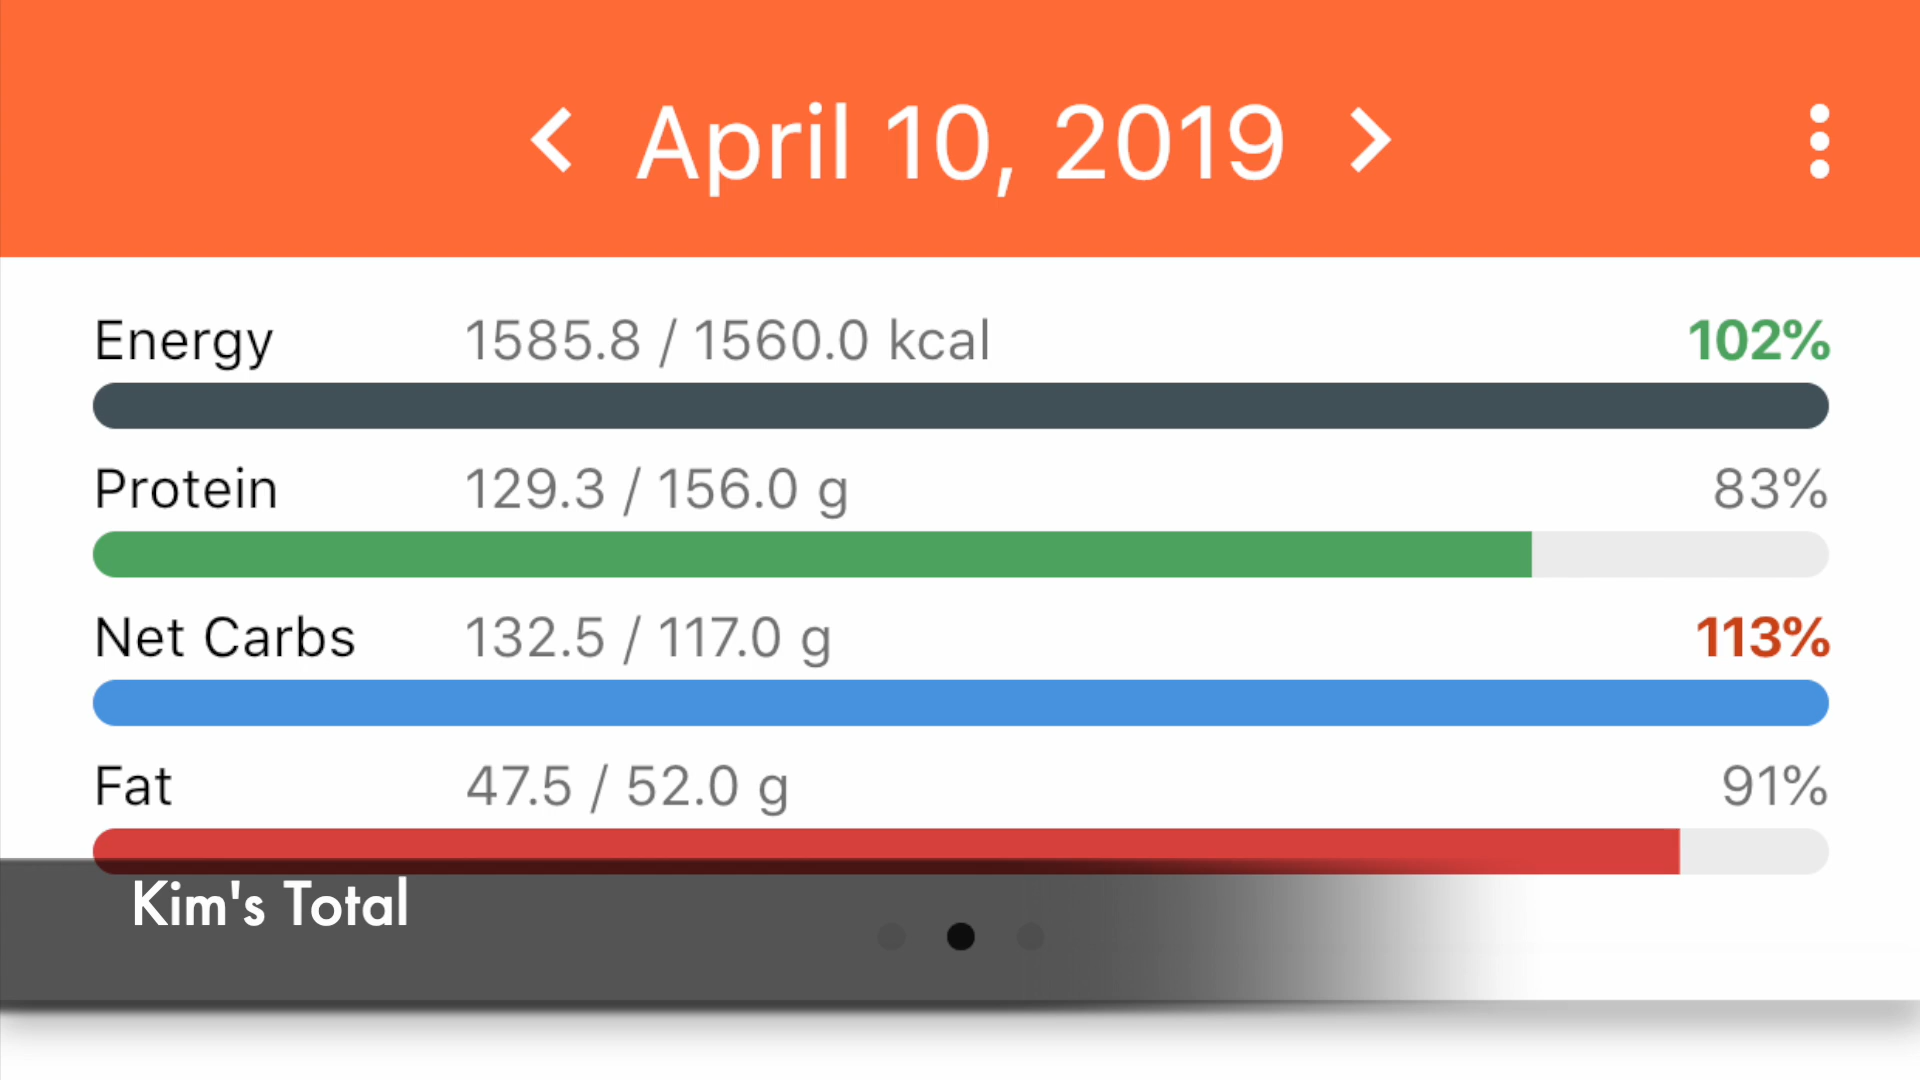 April 10, 2019
Energy 1585.8 / 1560.0 kcal 102%
Protein 129.3 / 156.0 g 83%
Net Carbs 132.5 / 117.0 g 113%
Fat 47.5 / 52.0 g 91%
Kim's Total